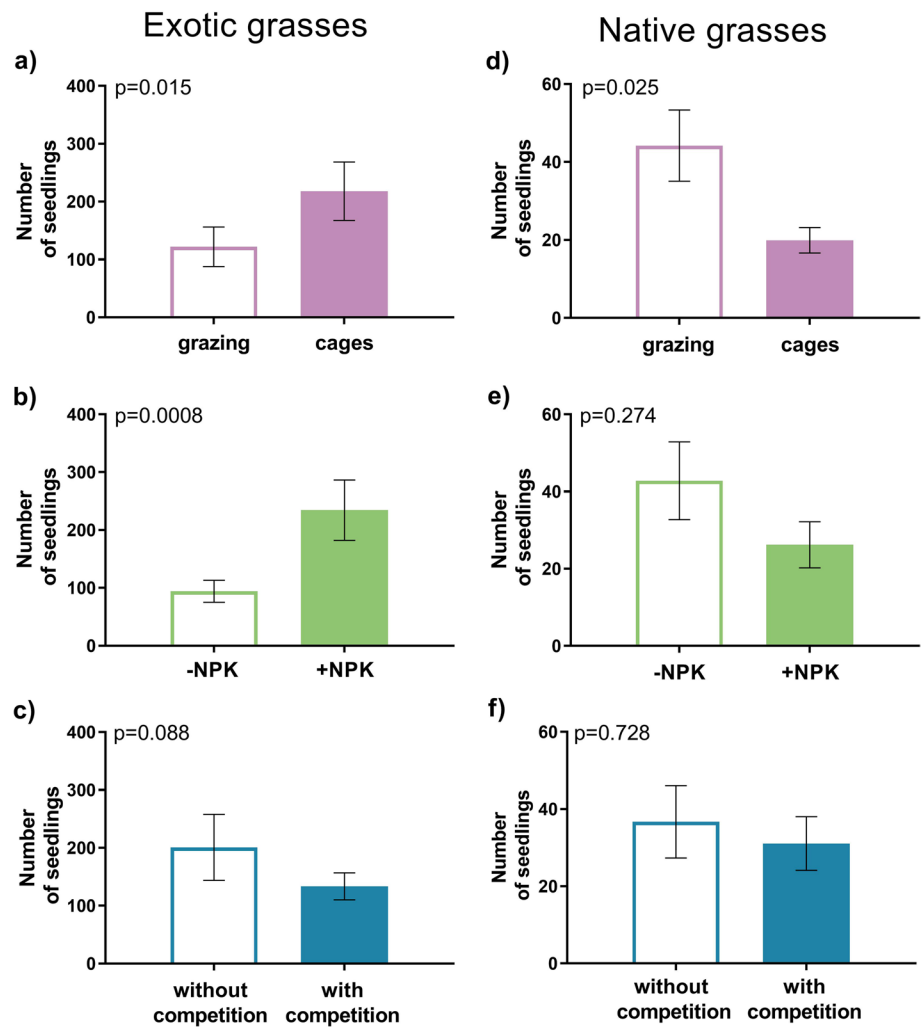 Exotic grasses
Native grasses
a)
p=0.015
400
300
200
100
0
Number
of seedlings
grazing
cages
d)
p=0.025
60
40
20
0
Number
of seedlings
grazing
cages
b)
p=0.0008
400
300
200
100
0
Number
of seedlings
-NPK
+NPK
e)
p=0.274
60
40
20
0
Number
of seedlings
-NPK
+NPK
c)
p=0.088
400
300
200
100
0
Number
of seedlings
without
competition
with
competition
f)
p=0.728
60
40
20
0
Number
of seedlings
without
competition
with
competition